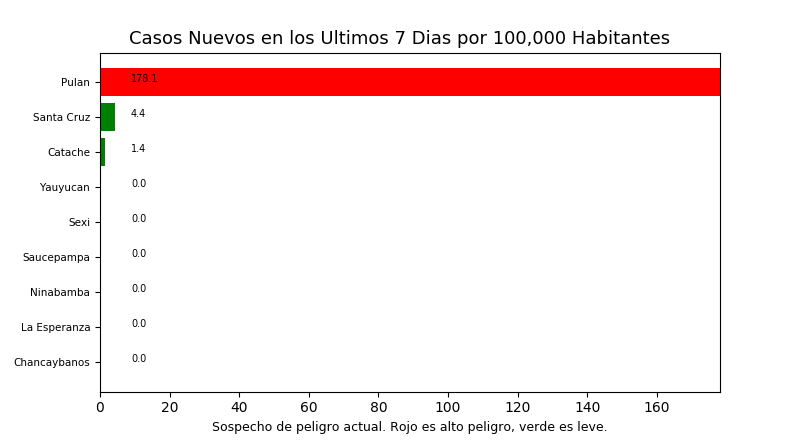 Casos Nuevos en los Ultimos 7 Dias por 100,000 Habitantes
Pulan 178.1
Santa Cruz 4.4
Catache 1.4
Yauyucan 0.0
Sexi 0.0
Saucepampa 0.0
Ninabamba 0.0
La Esperanza 0.0
Chancaybanos 0.0
0 20 40 60 80 100 120 140 160
Sospecho de peligro actual. Rojo es alto peligro, verde es leve.